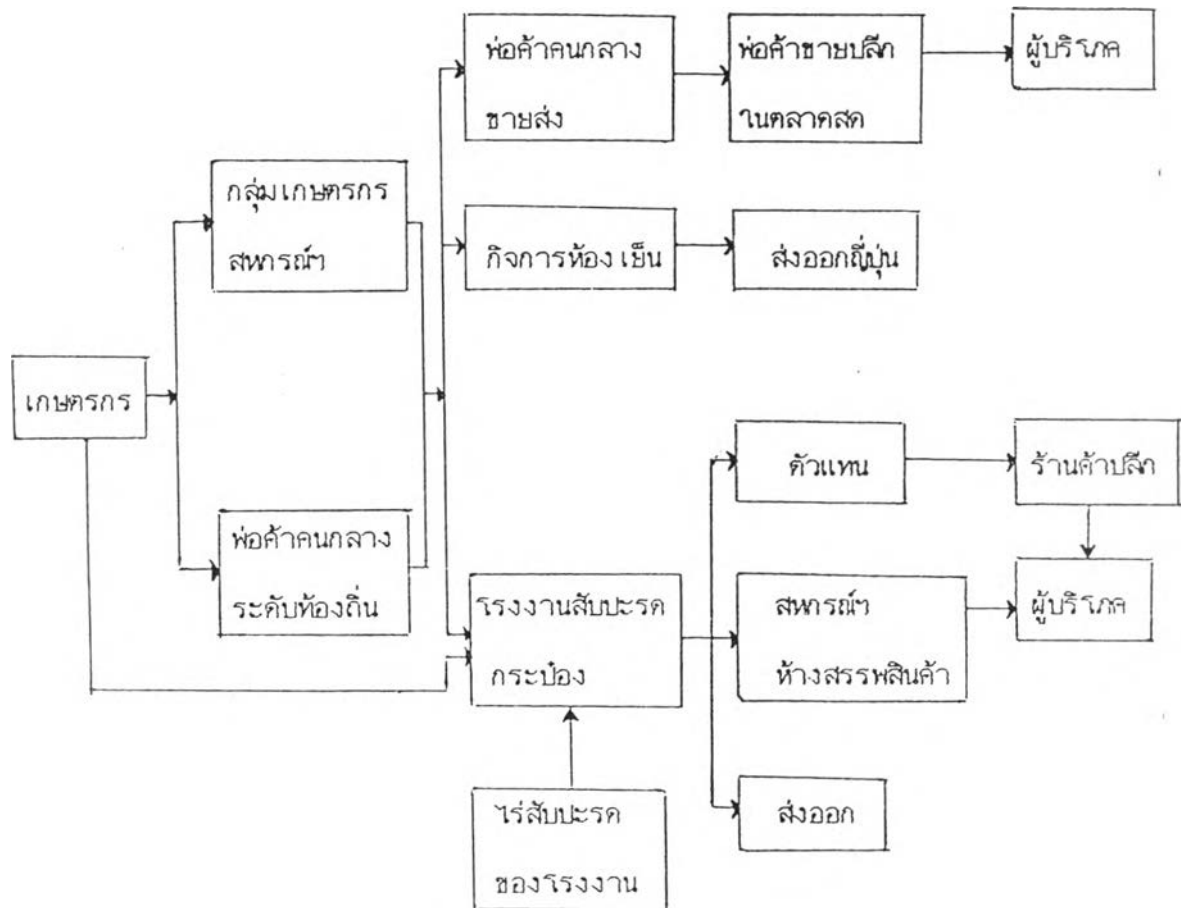 พ่อค้าคนกลาง
ขายส่ง
พ่อค้าขายปลีก
ในตลาดสด
ผู้บริโภค
กลุ่มเกษตรกร
สหกรณ์ฯ
กิจการห้องเย็น
ส่งออกญี่ปุ่น
เกษตรกร
พ่อค้าคนกลาง
ระดับท้องถิ่น
ตัวแทน
ร้านค้าปลีก
โรงงานสับปะรด
กระป๋อง
สหกรณ์ฯ
ห้างสรรพสินค้า
ผู้บริโภค
ไร่สับปะรด
ของโรงงาน
ส่งออก